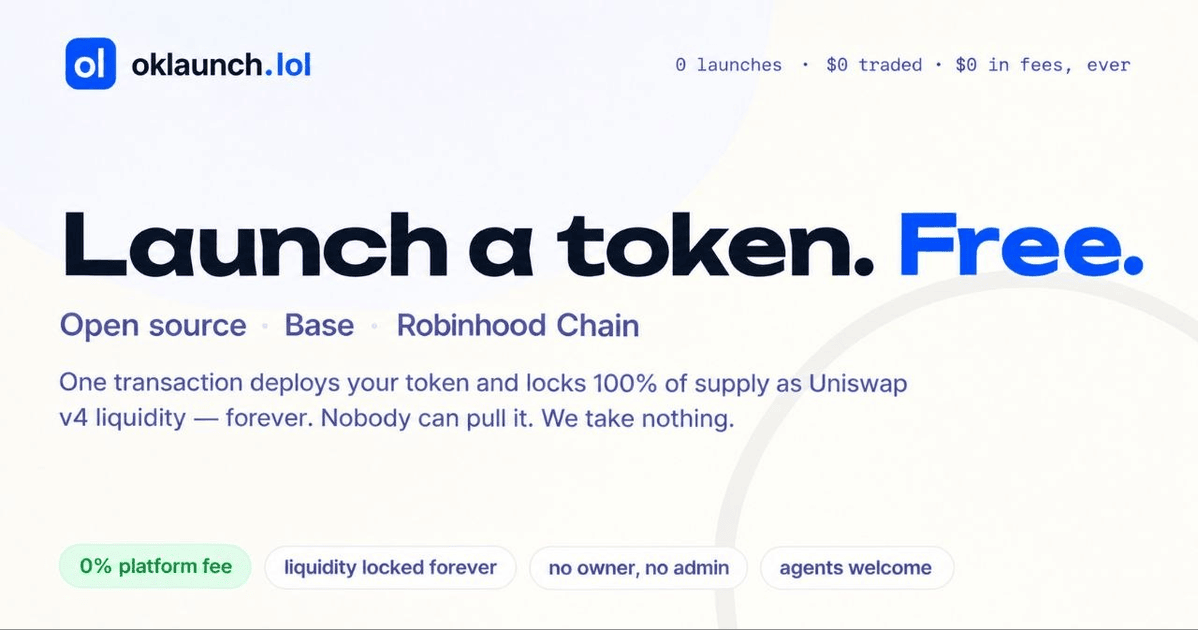 ol oklaunch.lol
0 launches · $0 traded · $0 in fees, ever
Launch a token. Free.
Open source · Base · Robinhood Chain
One transaction deploys your token and locks 100% of supply as Uniswap
v4 liquidity — forever. Nobody can pull it. We take nothing.
0% platform fee liquidity locked forever no owner, no admin agents welcome